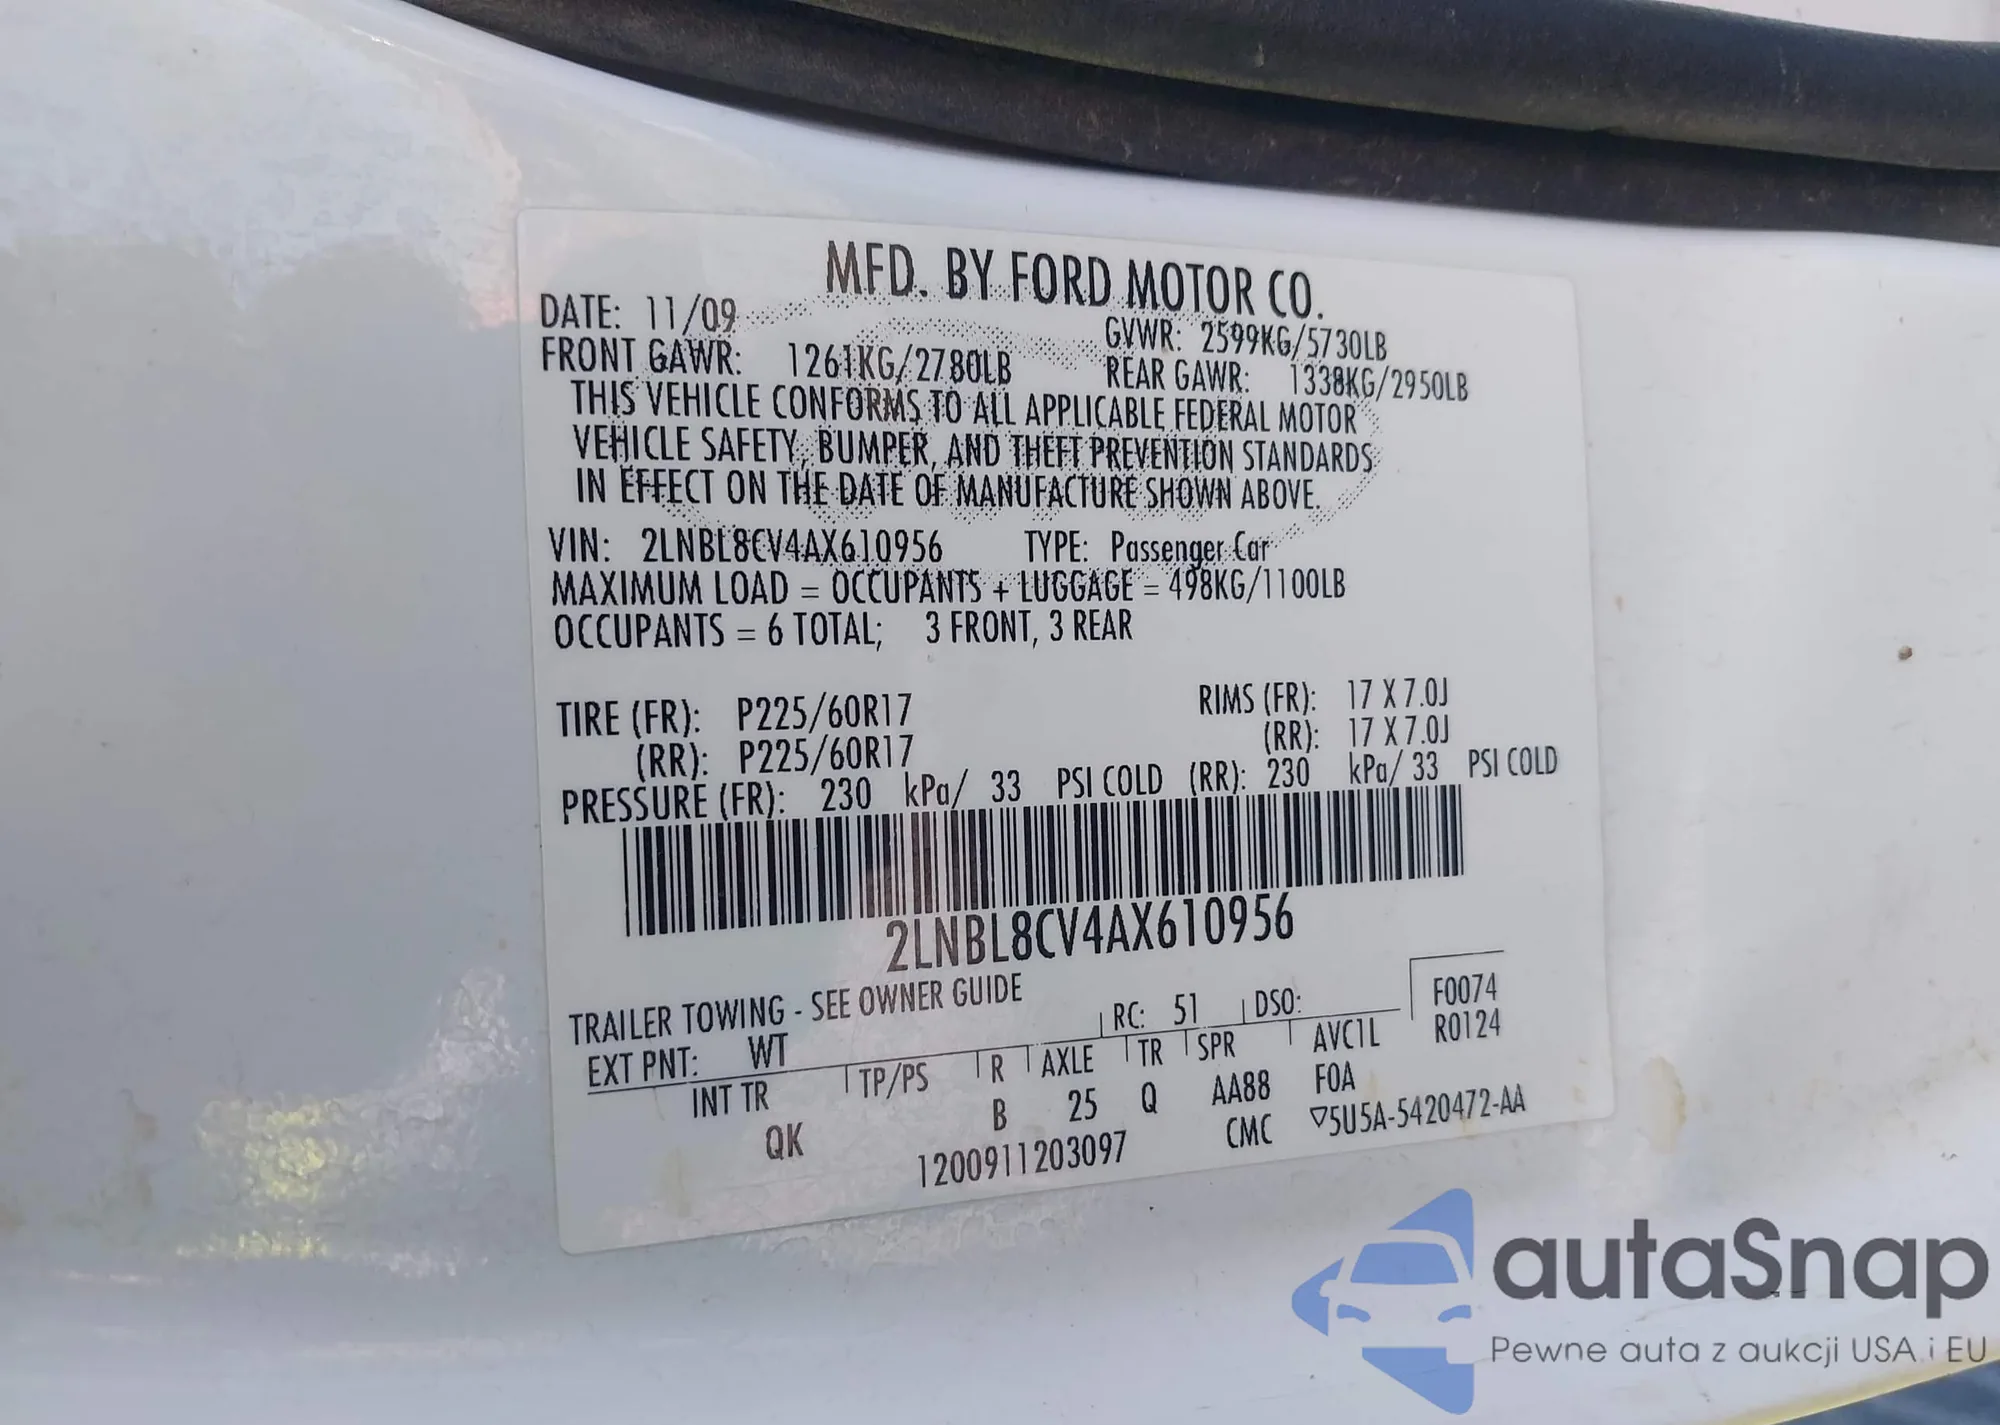 MFD. BY FORD MOTOR CO.
DATE: 11/09
GVWR: 2599KG/5730LB
FRONT GAWR: 1261KG/2780LB
REAR GAWR: 1338KG/2950LB
THIS VEHICLE CONFORMS TO ALL APPLICABLE FEDERAL MOTOR
VEHICLE SAFETY, BUMPER, AND THEFT PREVENTION STANDARDS
IN EFFECT ON THE DATE OF MANUFACTURE SHOWN ABOVE.
VIN: 2LNBL8CV4AX610956 TYPE: Passenger Car
MAXIMUM LOAD = OCCUPANTS + LUGGAGE = 498KG/1100LB
OCCUPANTS = 6 TOTAL; 3 FRONT, 3 REAR
TIRE (FR): P225/60R17 RIMS (FR): 17 X 7.0J
(RR): P225/60R17 (RR): 17 X 7.0J
PRESSURE (FR): 230 kPa/ 33 PSI COLD (RR): 230 kPa/ 33 PSI COLD
2LNBL8CV4AX610956
TRAILER TOWING - SEE OWNER GUIDE
EXT PNT: WT RC: 51 DSO: F0074
R0124
INT TR TP/PS R AXLE TR SPR AVC1L
QK B 25 Q AA88 F0A
1200911203097 CMC ▽5U5A-5420472-AA
autaSnap
Pewne auta z aukcji USA i EU